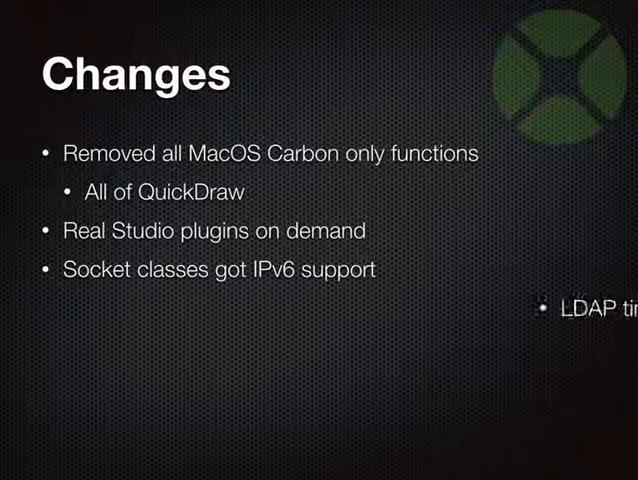 Changes
• Removed all MacOS Carbon only functions
• All of QuickDraw
• Real Studio plugins on demand
• Socket classes got IPv6 support
• LDAP